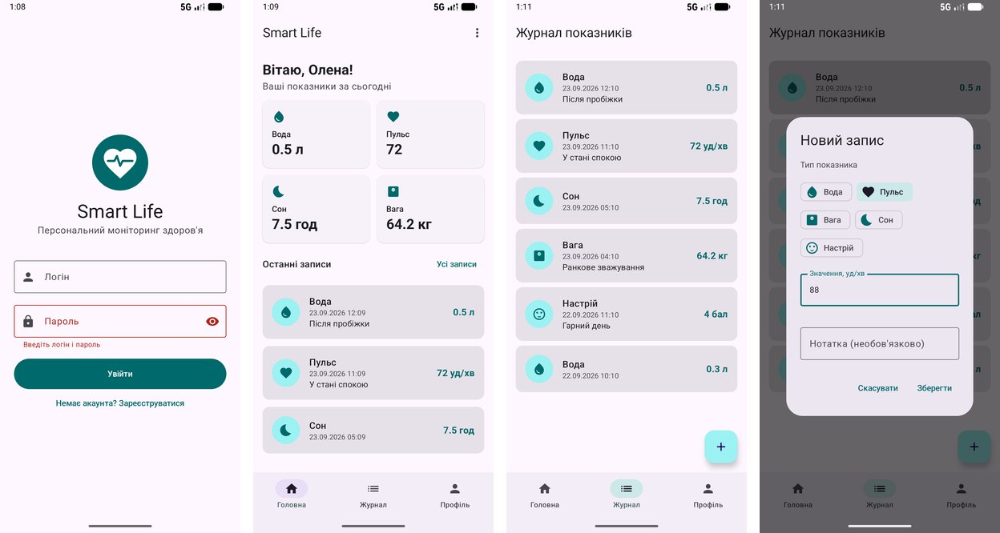 1:08
5G
Smart Life
Персональний моніторинг здоров'я
Логін
Пароль
Введіть логін і пароль
Увійти
Немає акаунта? Зареєструватися
1:09
5G
Smart Life
Вітаю, Олена!
Ваші показники за сьогодні
Вода
0.5 л
Пульс
72
Сон
7.5 год
Вага
64.2 кг
Останні записи
Усі записи
Вода
23.09.2026 12:09
Після пробіжки
0.5 л
Пульс
23.09.2026 11:09
У стані спокою
72 уд/хв
Сон
23.09.2026 05:09
7.5 год
Головна
Журнал
Профіль
1:11
5G
Журнал показників
Вода
23.09.2026 12:10
Після пробіжки
0.5 л
Пульс
23.09.2026 11:10
У стані спокою
72 уд/хв
Сон
23.09.2026 05:10
7.5 год
Вага
23.09.2026 04:10
Ранкове зважування
64.2 кг
Настрій
22.09.2026 11:10
Гарний день
4 бал
Вода
22.09.2026 10:10
0.3 л
+
Головна
Журнал
Профіль
1:11
5G
Журнал показників
Вода
23.09.2026 12:10
Після пробіжки
0.5 л
Новий запис
Тип показника
Вода
Пульс
Вага
Сон
Настрій
Значення, уд/хв
88
Нотатка (необов'язково)
Скасувати
Зберегти
+
Головна
Журнал
Профіль